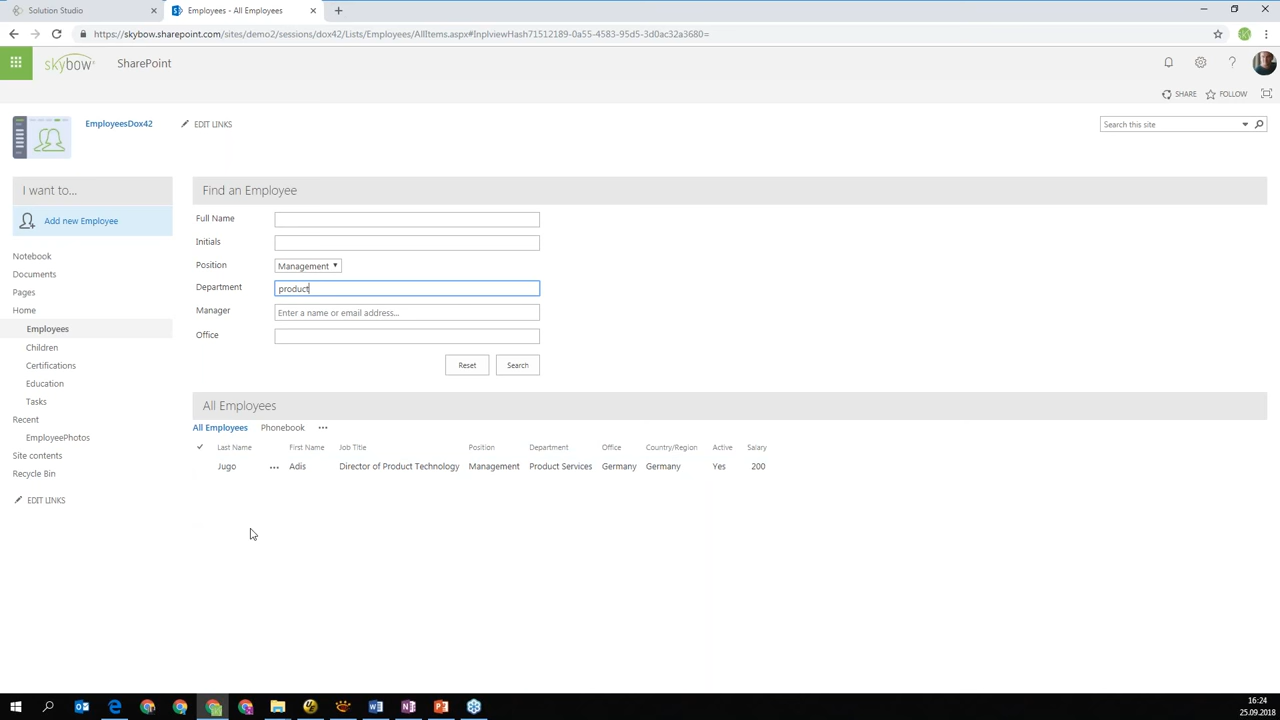 Solution Studio
Employees - All Employees
https://skybow.sharepoint.com/sites/demo2/sessions/dox42/Lists/Employees/AllItems.aspx#InplviewHash71512189-0a55-4583-95d5-3d0ac32a3680=
skybow SharePoint
SHARE FOLLOW
EmployeesDox42 EDIT LINKS
Search this site
I want to...
Add new Employee
Notebook
Documents
Pages
Home
Employees
Children
Certifications
Education
Tasks
Recent
EmployeePhotos
Site contents
Recycle Bin
EDIT LINKS
Find an Employee
Full Name
Initials
Position Management
Department product
Manager Enter a name or email address...
Office
Reset Search
All Employees
All Employees Phonebook ...
Last Name First Name Job Title Position Department Office Country/Region Active Salary
Jugo ... Adis Director of Product Technology Management Product Services Germany Germany Yes 200
16:24
25.09.2018